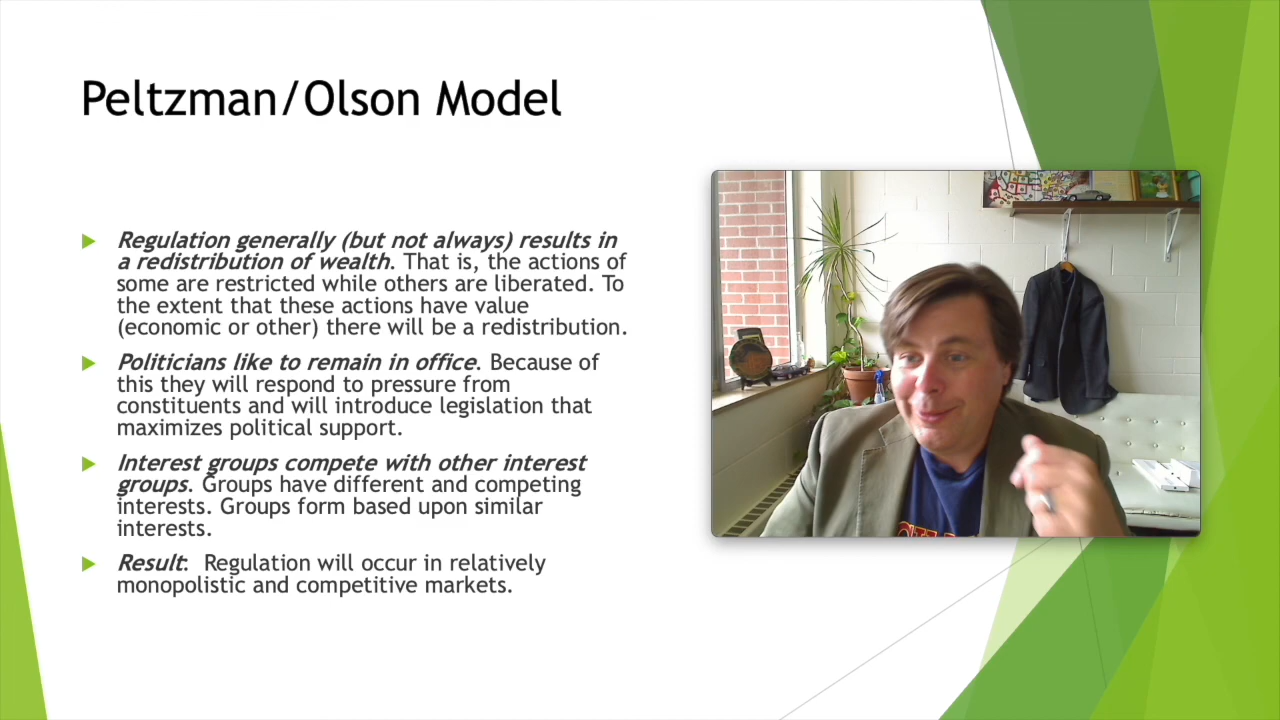 Peltzman/Olson Model
Regulation generally (but not always) results in
a redistribution of wealth. That is, the actions of
some are restricted while others are liberated. To
the extent that these actions have value
(economic or other) there will be a redistribution.
Politicians like to remain in office. Because of
this they will respond to pressure from
constituents and will introduce legislation that
maximizes political support.
Interest groups compete with other interest
groups. Groups have different and competing
interests. Groups form based upon similar
interests.
Result:  Regulation will occur in relatively
monopolistic and competitive markets.